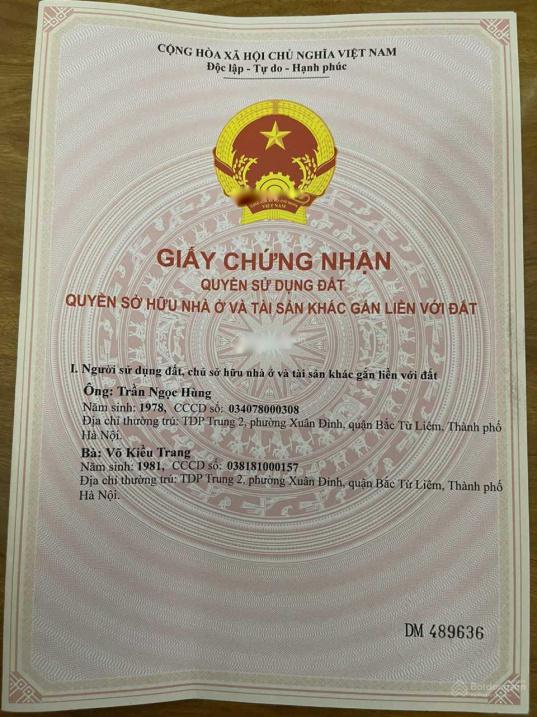 CỘNG HÒA XÃ HỘI CHỦ NGHĨA VIỆT NAM
Độc lập - Tự do - Hạnh phúc
VIỆT NAM
GIẤY CHỨNG NHẬN
QUYỀN SỬ DỤNG ĐẤT
QUYỀN SỞ HỮU NHÀ Ở VÀ TÀI SẢN KHÁC GẮN LIỀN VỚI ĐẤT
I. Người sử dụng đất, chủ sở hữu nhà ở và tài sản khác gắn liền với đất
Ông: Trần Ngọc Hùng
Năm sinh: 1978, CCCD số: 034078000308
Địa chỉ thường trú: TDP Trung 2, phường Xuân Đỉnh, quận Bắc Từ Liêm, Thành phố
Hà Nội.
Bà: Võ Kiều Trang
Năm sinh: 1981, CCCD số: 038181000157
Địa chỉ thường trú: TDP Trung 2, phường Xuân Đỉnh, quận Bắc Từ Liêm, Thành phố
Hà Nội.
DM 489636